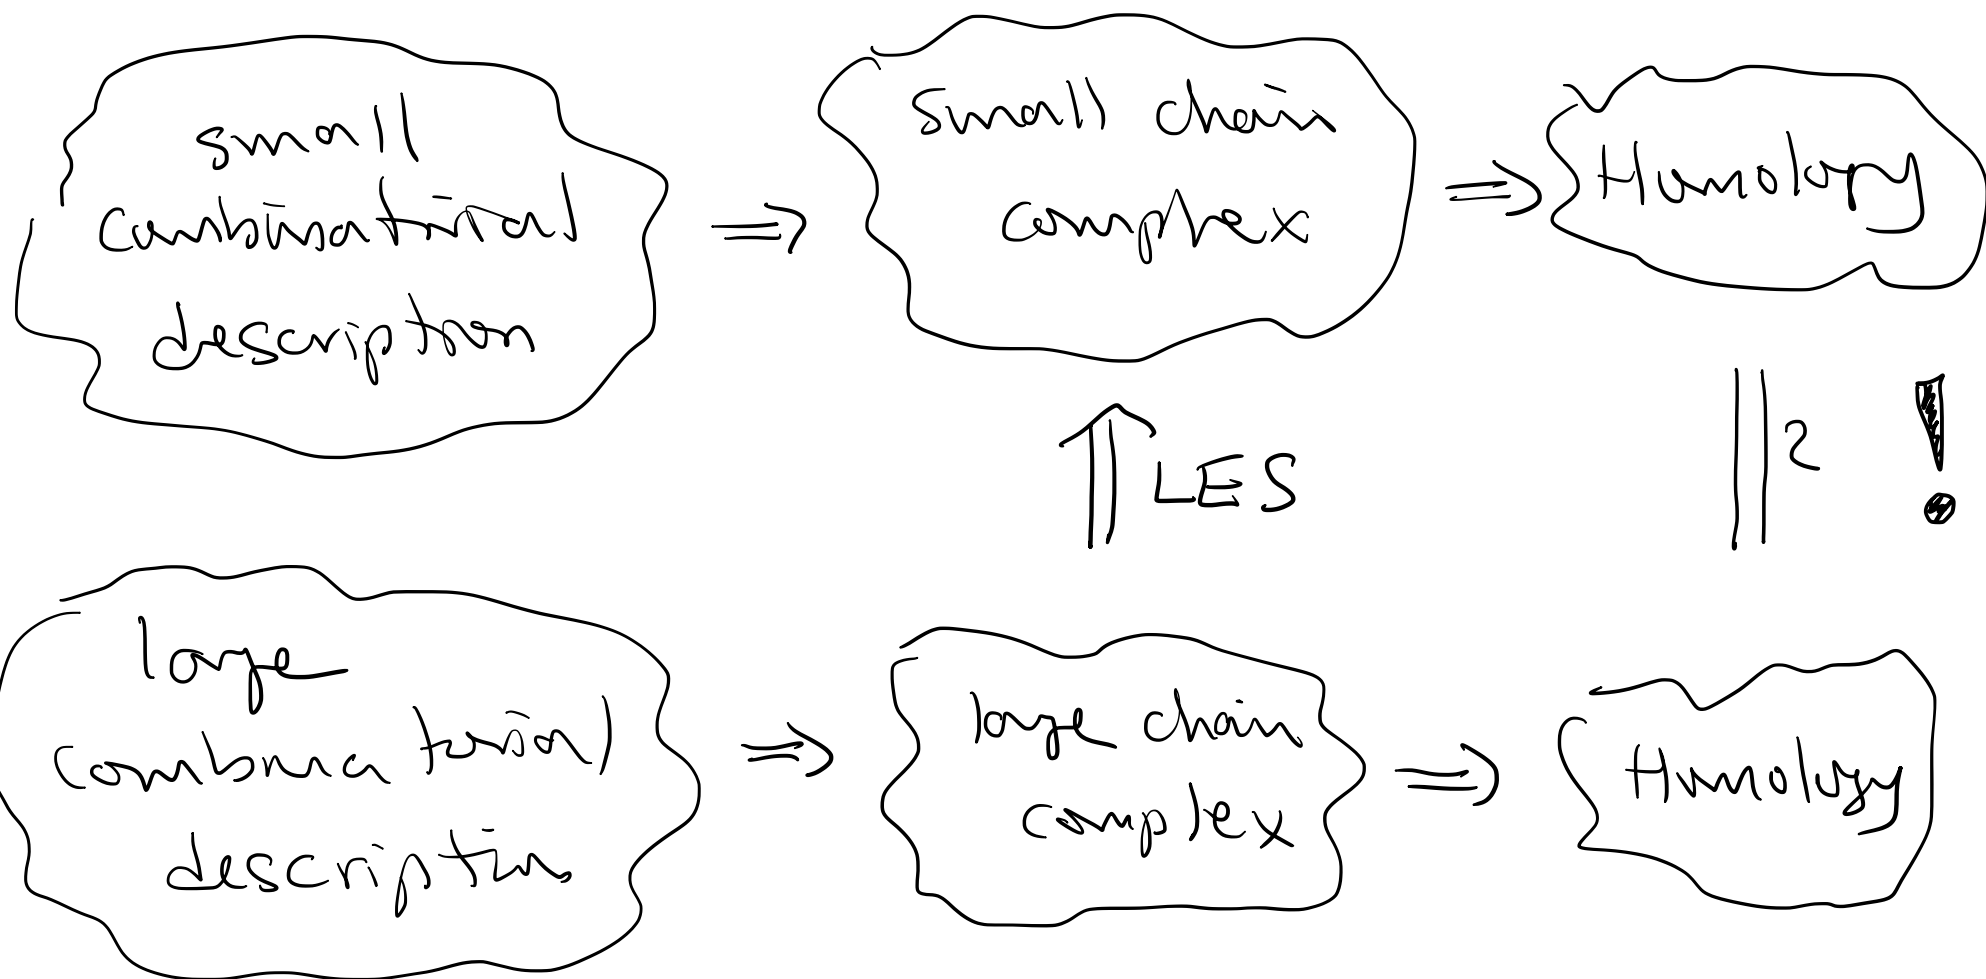 small
combinatorial
description
⇒
small chain
complex
⇒
Homology
⇑ LES
|| 2 !
large
combinatorial
description
⇒
large chain
complex
⇒
Homology